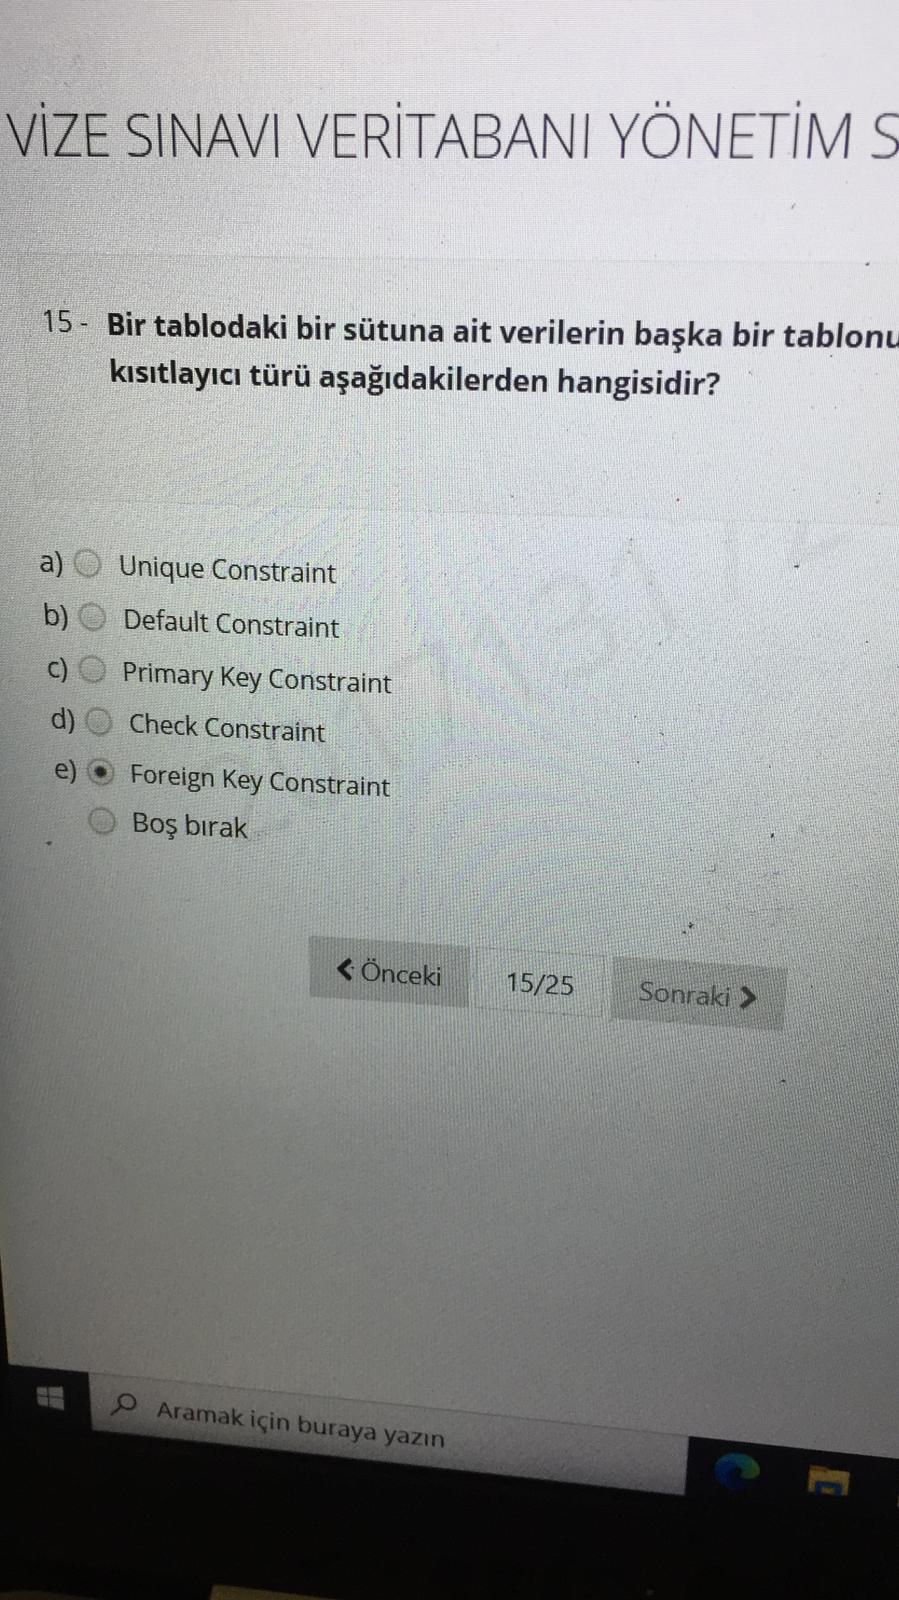 VİZE SINAVI VERİTABANI YÖNETİM S
15 - Bir tablodaki bir sütuna ait verilerin başka bir tablonu
kısıtlayıcı türü aşağıdakilerden hangisidir?
a) Unique Constraint
b) Default Constraint
c) Primary Key Constraint
d) Check Constraint
e) Foreign Key Constraint
Boş bırak
Önceki 15/25 Sonraki
Aramak için buraya yazın